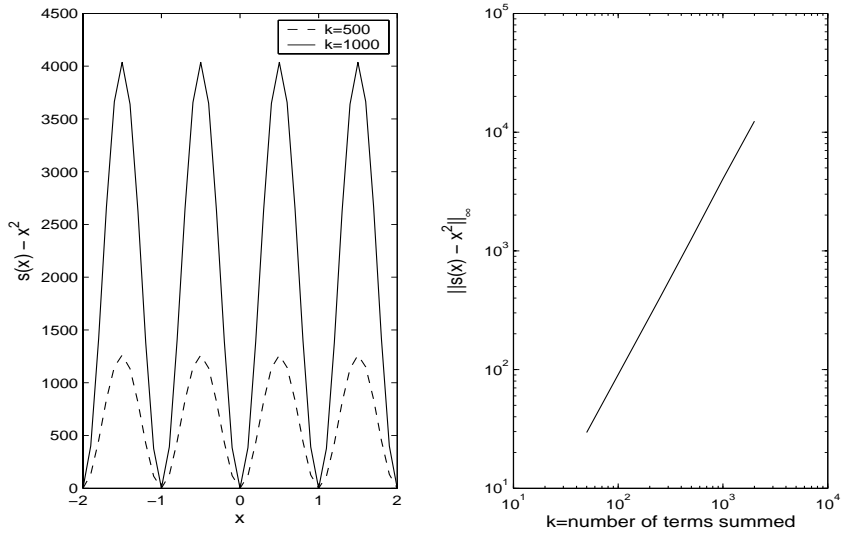 4500
4000
3500
3000
2500
2000
1500
1000
500
0
s(x) − x²
k=500
k=1000
−2 −1 0 1 2
x
10⁵
10⁴
10³
10²
10¹
||s(x) − x²||∞
10¹ 10² 10³ 10⁴
k=number of terms summed